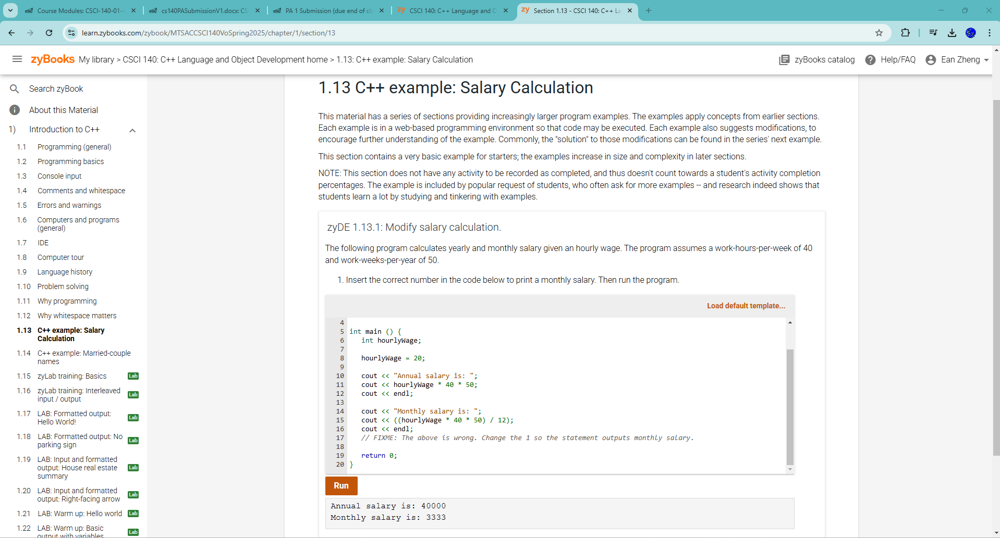 Course Modules: CSCI-140-01-
cs140PASubmissionV1.docx: CS
PA 1 Submission (due end of cl
zy CSCI 140: C++ Language and O
zy Section 1.13 - CSCI 140: C++ La
learn.zybooks.com/zybook/MTSACCSCI140VoSpring2025/chapter/1/section/13
zyBooks My library > CSCI 140: C++ Language and Object Development home > 1.13: C++ example: Salary Calculation
zyBooks catalog
Help/FAQ
Ean Zheng
Search zyBook
About this Material
1) Introduction to C++
1.1 Programming (general)
1.2 Programming basics
1.3 Console input
1.4 Comments and whitespace
1.5 Errors and warnings
1.6 Computers and programs
(general)
1.7 IDE
1.8 Computer tour
1.9 Language history
1.10 Problem solving
1.11 Why programming
1.12 Why whitespace matters
1.13 C++ example: Salary
Calculation
1.14 C++ example: Married-couple
names
1.15 zyLab training: Basics Lab
1.16 zyLab training: Interleaved
input / output Lab
1.17 LAB: Formatted output:
Hello World! Lab
1.18 LAB: Formatted output: No
parking sign Lab
1.19 LAB: Input and formatted
output: House real estate Lab
summary
1.20 LAB: Input and formatted
output: Right-facing arrow Lab
1.21 LAB: Warm up: Hello world Lab
1.22 LAB: Warm up: Basic
output with variables Lab
1.13 C++ example: Salary Calculation
This material has a series of sections providing increasingly larger program examples. The examples apply concepts from earlier sections.
Each example is in a web-based programming environment so that code may be executed. Each example also suggests modifications, to
encourage further understanding of the example. Commonly, the "solution" to those modifications can be found in the series' next example.
This section contains a very basic example for starters; the examples increase in size and complexity in later sections.
NOTE: This section does not have any activity to be recorded as completed, and thus doesn't count towards a student's activity completion
percentages. The example is included by popular request of students, who often ask for more examples -- and research indeed shows that
students learn a lot by studying and tinkering with examples.
zyDE 1.13.1: Modify salary calculation.
The following program calculates yearly and monthly salary given an hourly wage. The program assumes a work-hours-per-week of 40
and work-weeks-per-year of 50.
1. Insert the correct number in the code below to print a monthly salary. Then run the program.
Load default template...
4
5 int main () {
6 int hourlyWage;
7
8 hourlyWage = 20;
9
10 cout << "Annual salary is: ";
11 cout << hourlyWage * 40 * 50;
12 cout << endl;
13
14 cout << "Monthly salary is: ";
15 cout << ((hourlyWage * 40 * 50) / 12);
16 cout << endl;
17 // FIXME: The above is wrong. Change the 1 so the statement outputs monthly salary.
18
19 return 0;
20 }
Run
Annual salary is: 40000
Monthly salary is: 3333